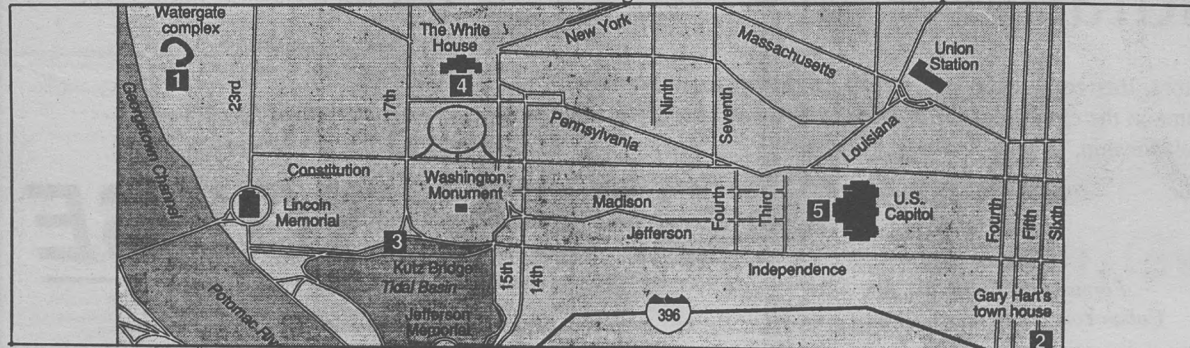 Watergate
complex
1
Georgetown Channel
23rd
17th
The White
House
4
New York
Massachusetts
Union
Station
Ninth
Seventh
Pennsylvania
Louisiana
Constitution
Washington
Monument
Lincoln
Memorial
Madison
Jefferson
Fourth
Third
5
U.S.
Capitol
Fourth
Fifth
Sixth
3
Kutz Bridge
Tidal Basin
15th
14th
Independence
Jefferson
Memorial
396
Gary Hart's
town house
2